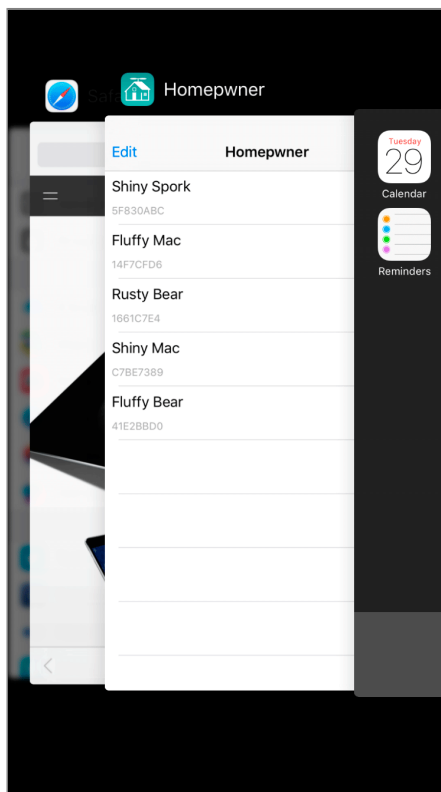 Safari
Homepwner
Edit
Homepwner
Shiny Spork
5F830ABC
Fluffy Mac
14F7CFD6
Rusty Bear
1661C7E4
Shiny Mac
C7BE7389
Fluffy Bear
41E2BBD0
Tuesday
29
Calendar
Reminders